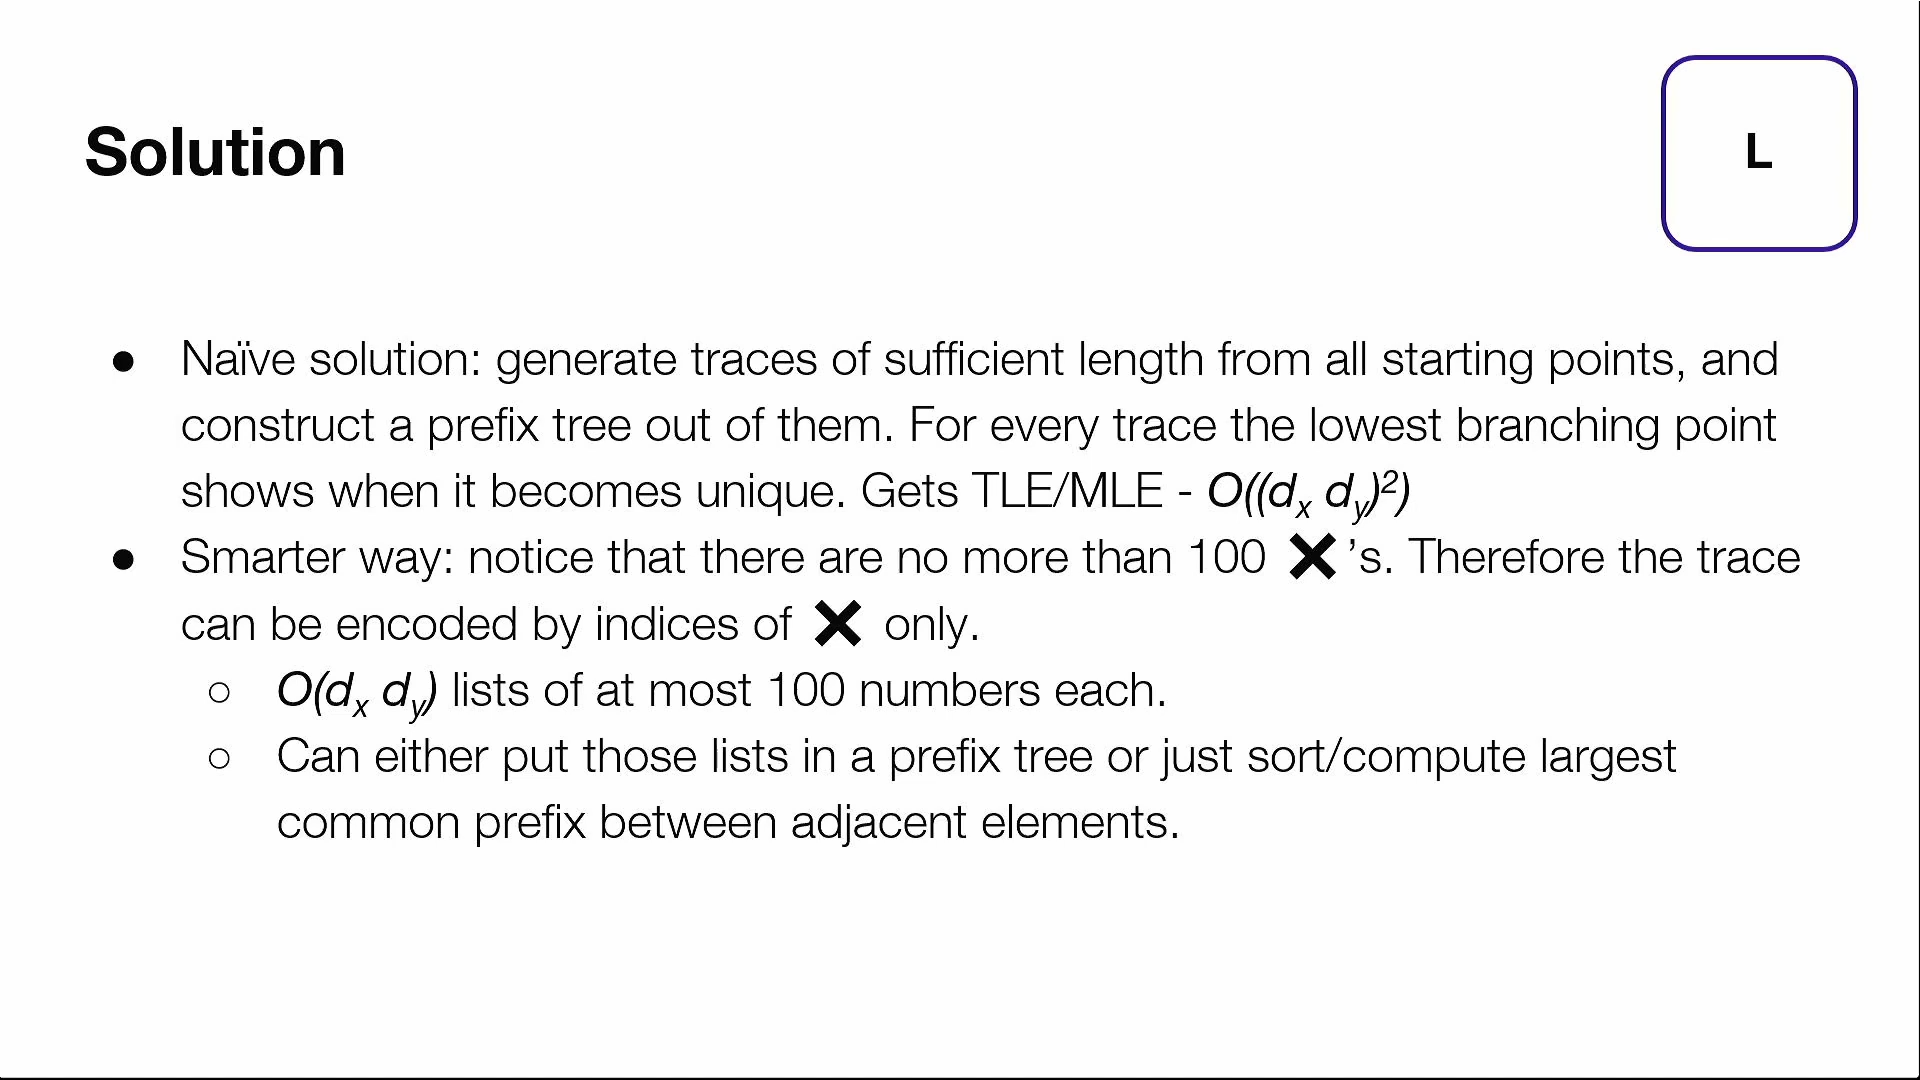 Solution
L
● Naïve solution: generate traces of sufficient length from all starting points, and
construct a prefix tree out of them. For every trace the lowest branching point
shows when it becomes unique. Gets TLE/MLE - O((dₓ d_y)²)
● Smarter way: notice that there are no more than 100 ❌'s. Therefore the trace
can be encoded by indices of ❌ only.
○ O(dₓ d_y) lists of at most 100 numbers each.
○ Can either put those lists in a prefix tree or just sort/compute largest
common prefix between adjacent elements.